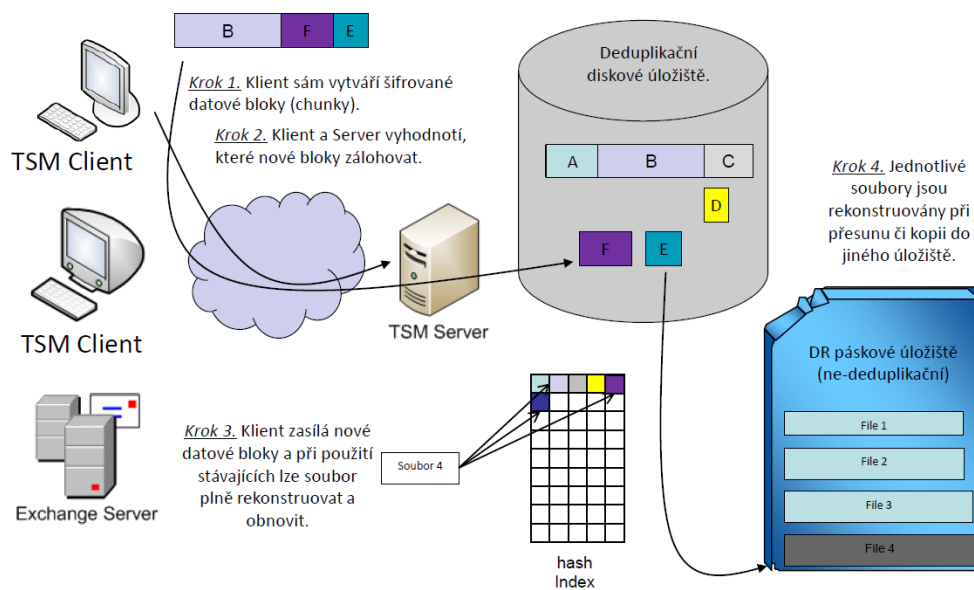 B F E
Krok 1. Klient sám vytváří šifrované
datové bloky (chunky).
Krok 2. Klient a Server vyhodnotí,
které nové bloky zálohovat.
TSM Client
TSM Client
Exchange Server
TSM Server
Deduplikační
diskové úložiště.
A B C
D
F E
Krok 4. Jednotlivé
soubory jsou
rekonstruovány při
přesunu či kopii do
jiného úložiště.
Krok 3. Klient zasílá nové
datové bloky a při použití
stávajících lze soubor
plně rekonstruovat a
obnovit.
Soubor 4
hash
Index
DR páskové úložiště
(ne-deduplikační)
File 1
File 2
File 3
File 4